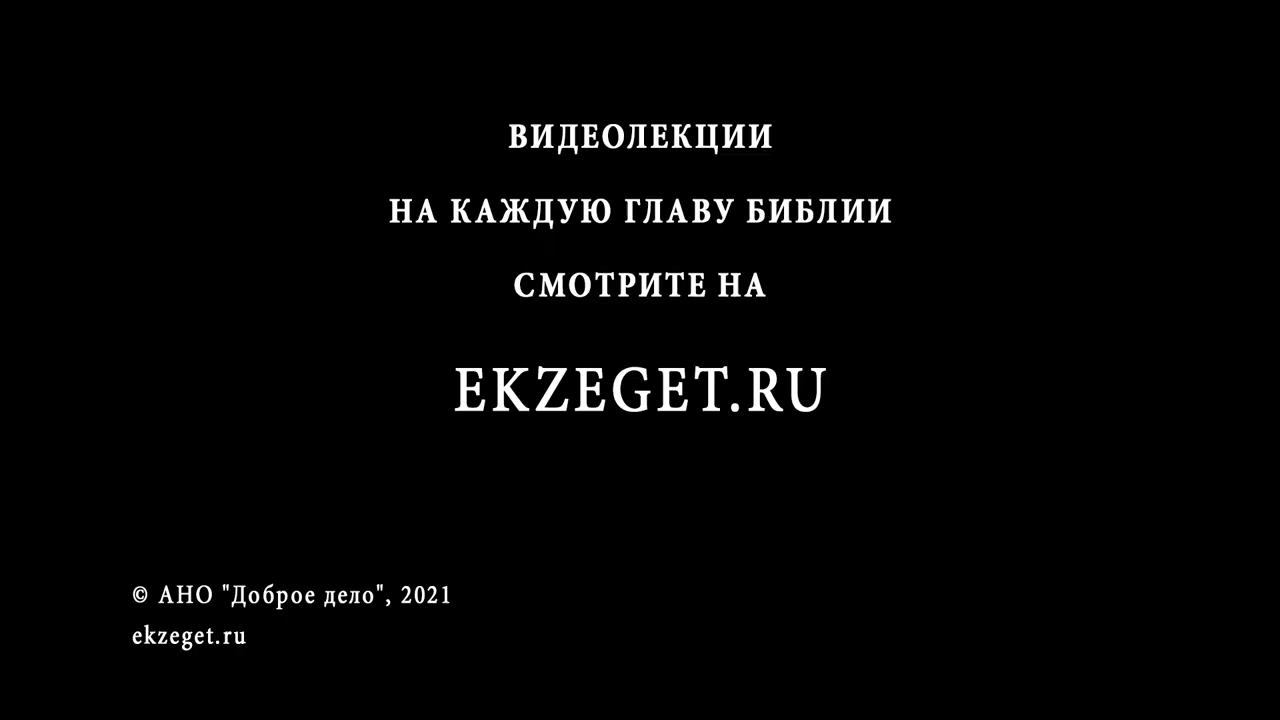 ВИДЕОЛЕКЦИИ
НА КАЖДУЮ ГЛАВУ БИБЛИИ
СМОТРИТЕ НА
EKZEGET.RU
© АНО "Доброе дело", 2021
ekzeget.ru